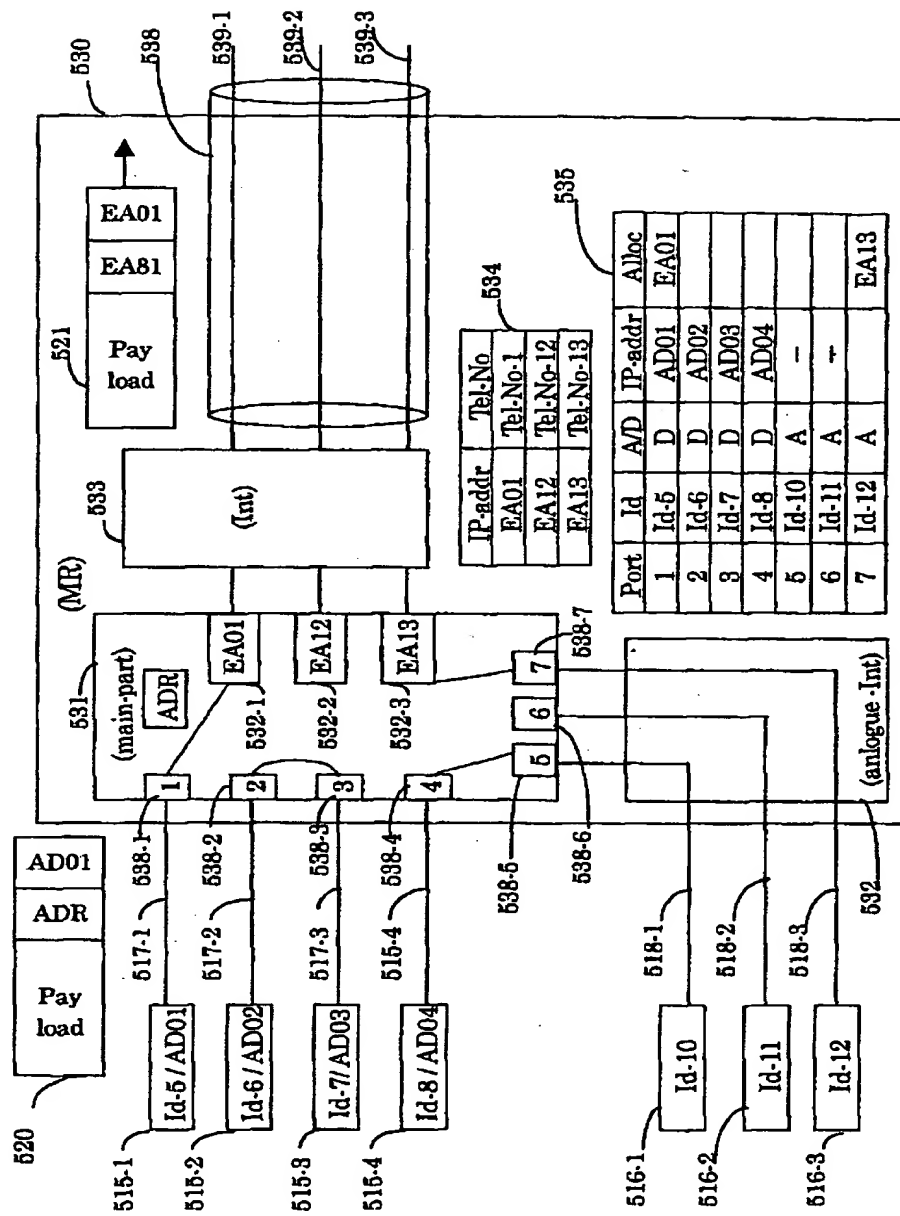 520
Pay load
ADR
AD01
(MR)
530
521
Pay load
EA81
EA01
531
(main-part)
ADR
533
(Int)
538
539-1
539-2
539-3
EA01
EA12
EA13
532-1
532-2
532-3
1
2
3
4
5
6
7
538-1
538-2
538-3
538-4
538-5
538-6
538-7
517-1
517-2
517-3
515-4
515-1
515-2
515-3
515-4
Id-5/AD01
Id-6/AD02
Id-7/AD03
Id-8/AD04
516-1
516-2
516-3
Id-10
Id-11
Id-12
518-1
518-2
518-3
532
(anlogue-Int)
534
IP-addr Tel-No
EA01 Tel-No-1
EA12 Tel-No-12
EA13 Tel-No-13
535
Port Id A/D IP-addr Alloc
1 Id-5 D AD01 EA01
2 Id-6 D AD02
3 Id-7 D AD03
4 Id-8 D AD04
5 Id-10 A —
6 Id-11 A —
7 Id-12 A EA13